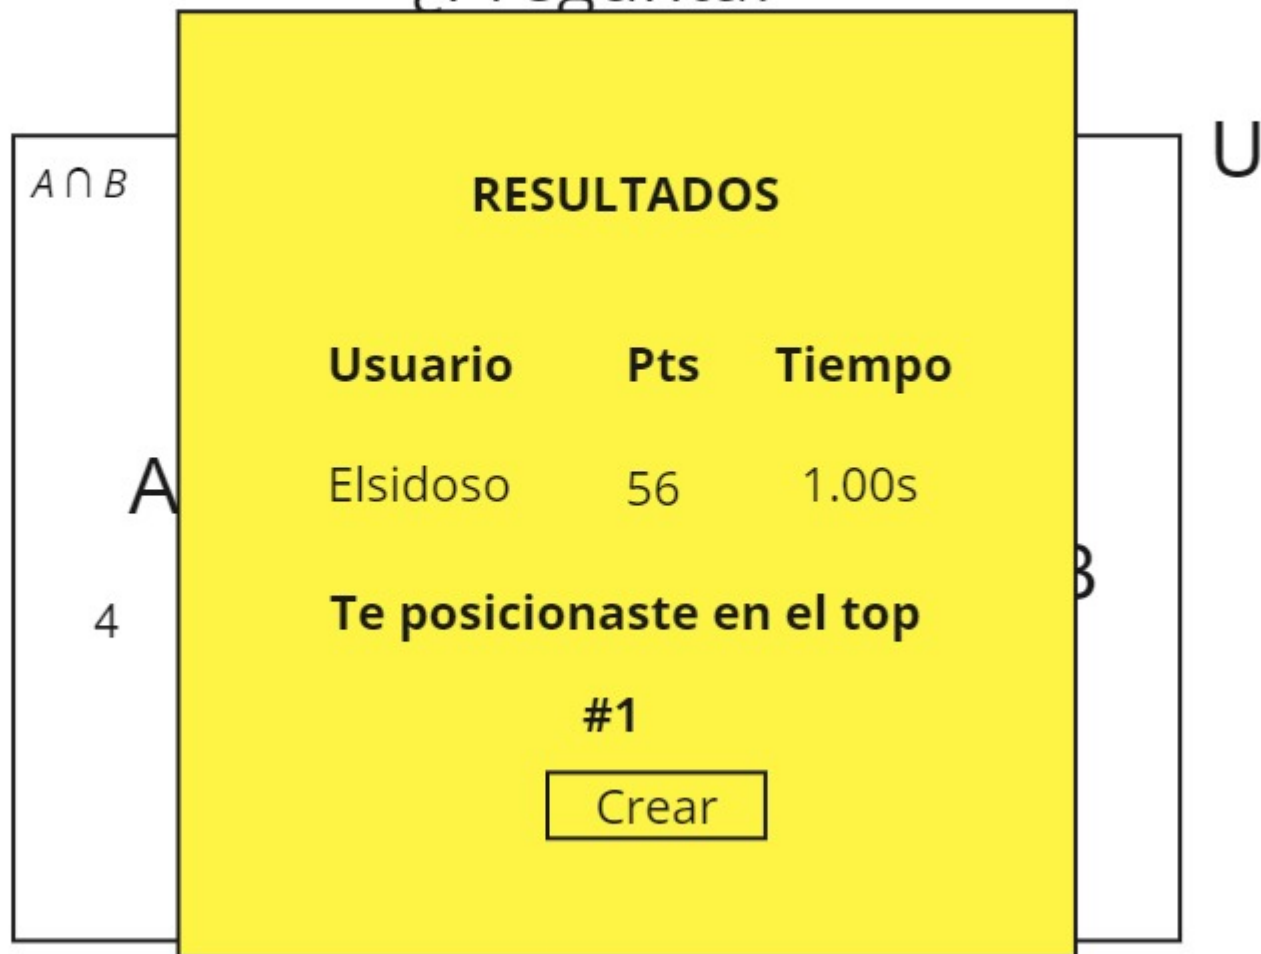 U
A ∩ B
RESULTADOS
Usuario Pts Tiempo
A
Elsidoso 56 1.00s
B
4
Te posicionaste en el top
#1
Crear